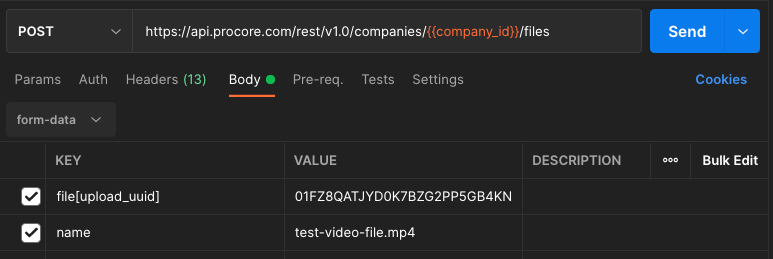 POST https://api.procore.com/rest/v1.0/companies/{{company_id}}/files Send
Params Auth Headers (13) Body Pre-req. Tests Settings Cookies
form-data
KEY VALUE DESCRIPTION Bulk Edit
file[upload_uuid] 01FZ8QATJYD0K7BZG2PP5GB4KN
name test-video-file.mp4